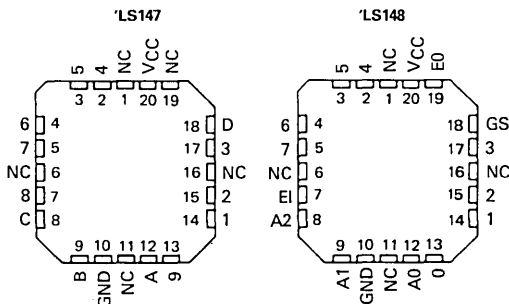 'LS147
5 4 NC VCC NC
3 2 1 20 19
6 4 18 D
7 5 17 3
NC 6 16 NC
8 7 15 2
C 8 14 1
9 10 11 12 13
B GND NC A 9
'LS148
5 4 NC VCC E0
3 2 1 20 19
6 4 18 GS
7 5 17 3
NC 6 16 NC
EI 7 15 2
A2 8 14 1
9 10 11 12 13
A1 GND NC A0 0